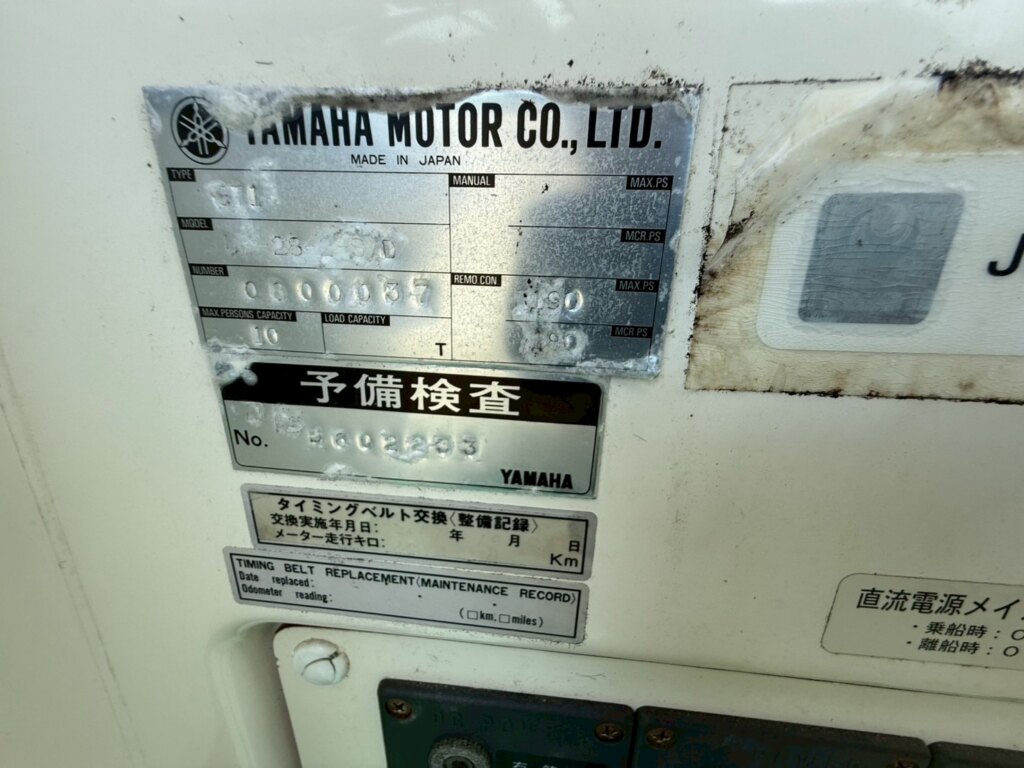 YAMAHA MOTOR CO., LTD.
MADE IN JAPAN
TYPE
MANUAL MAX.PS
MODEL
MCR.PS
NUMBER 0600037
REMO.CON. MAX.PS
MAX.PERSONS CAPACITY 10
LOAD CAPACITY T
MCR.PS
予備検査
No. 2602233
YAMAHA
タイミングベルト交換〈整備記録〉
交換実施年月日: 年 月 日
メーター走行キロ: Km
TIMING BELT REPLACEMENT(MAINTENANCE RECORD)
Date replaced: . .
Odometer reading: (□km,□miles)
J
直流電源メイ
・乗船時:O
・離船時:O